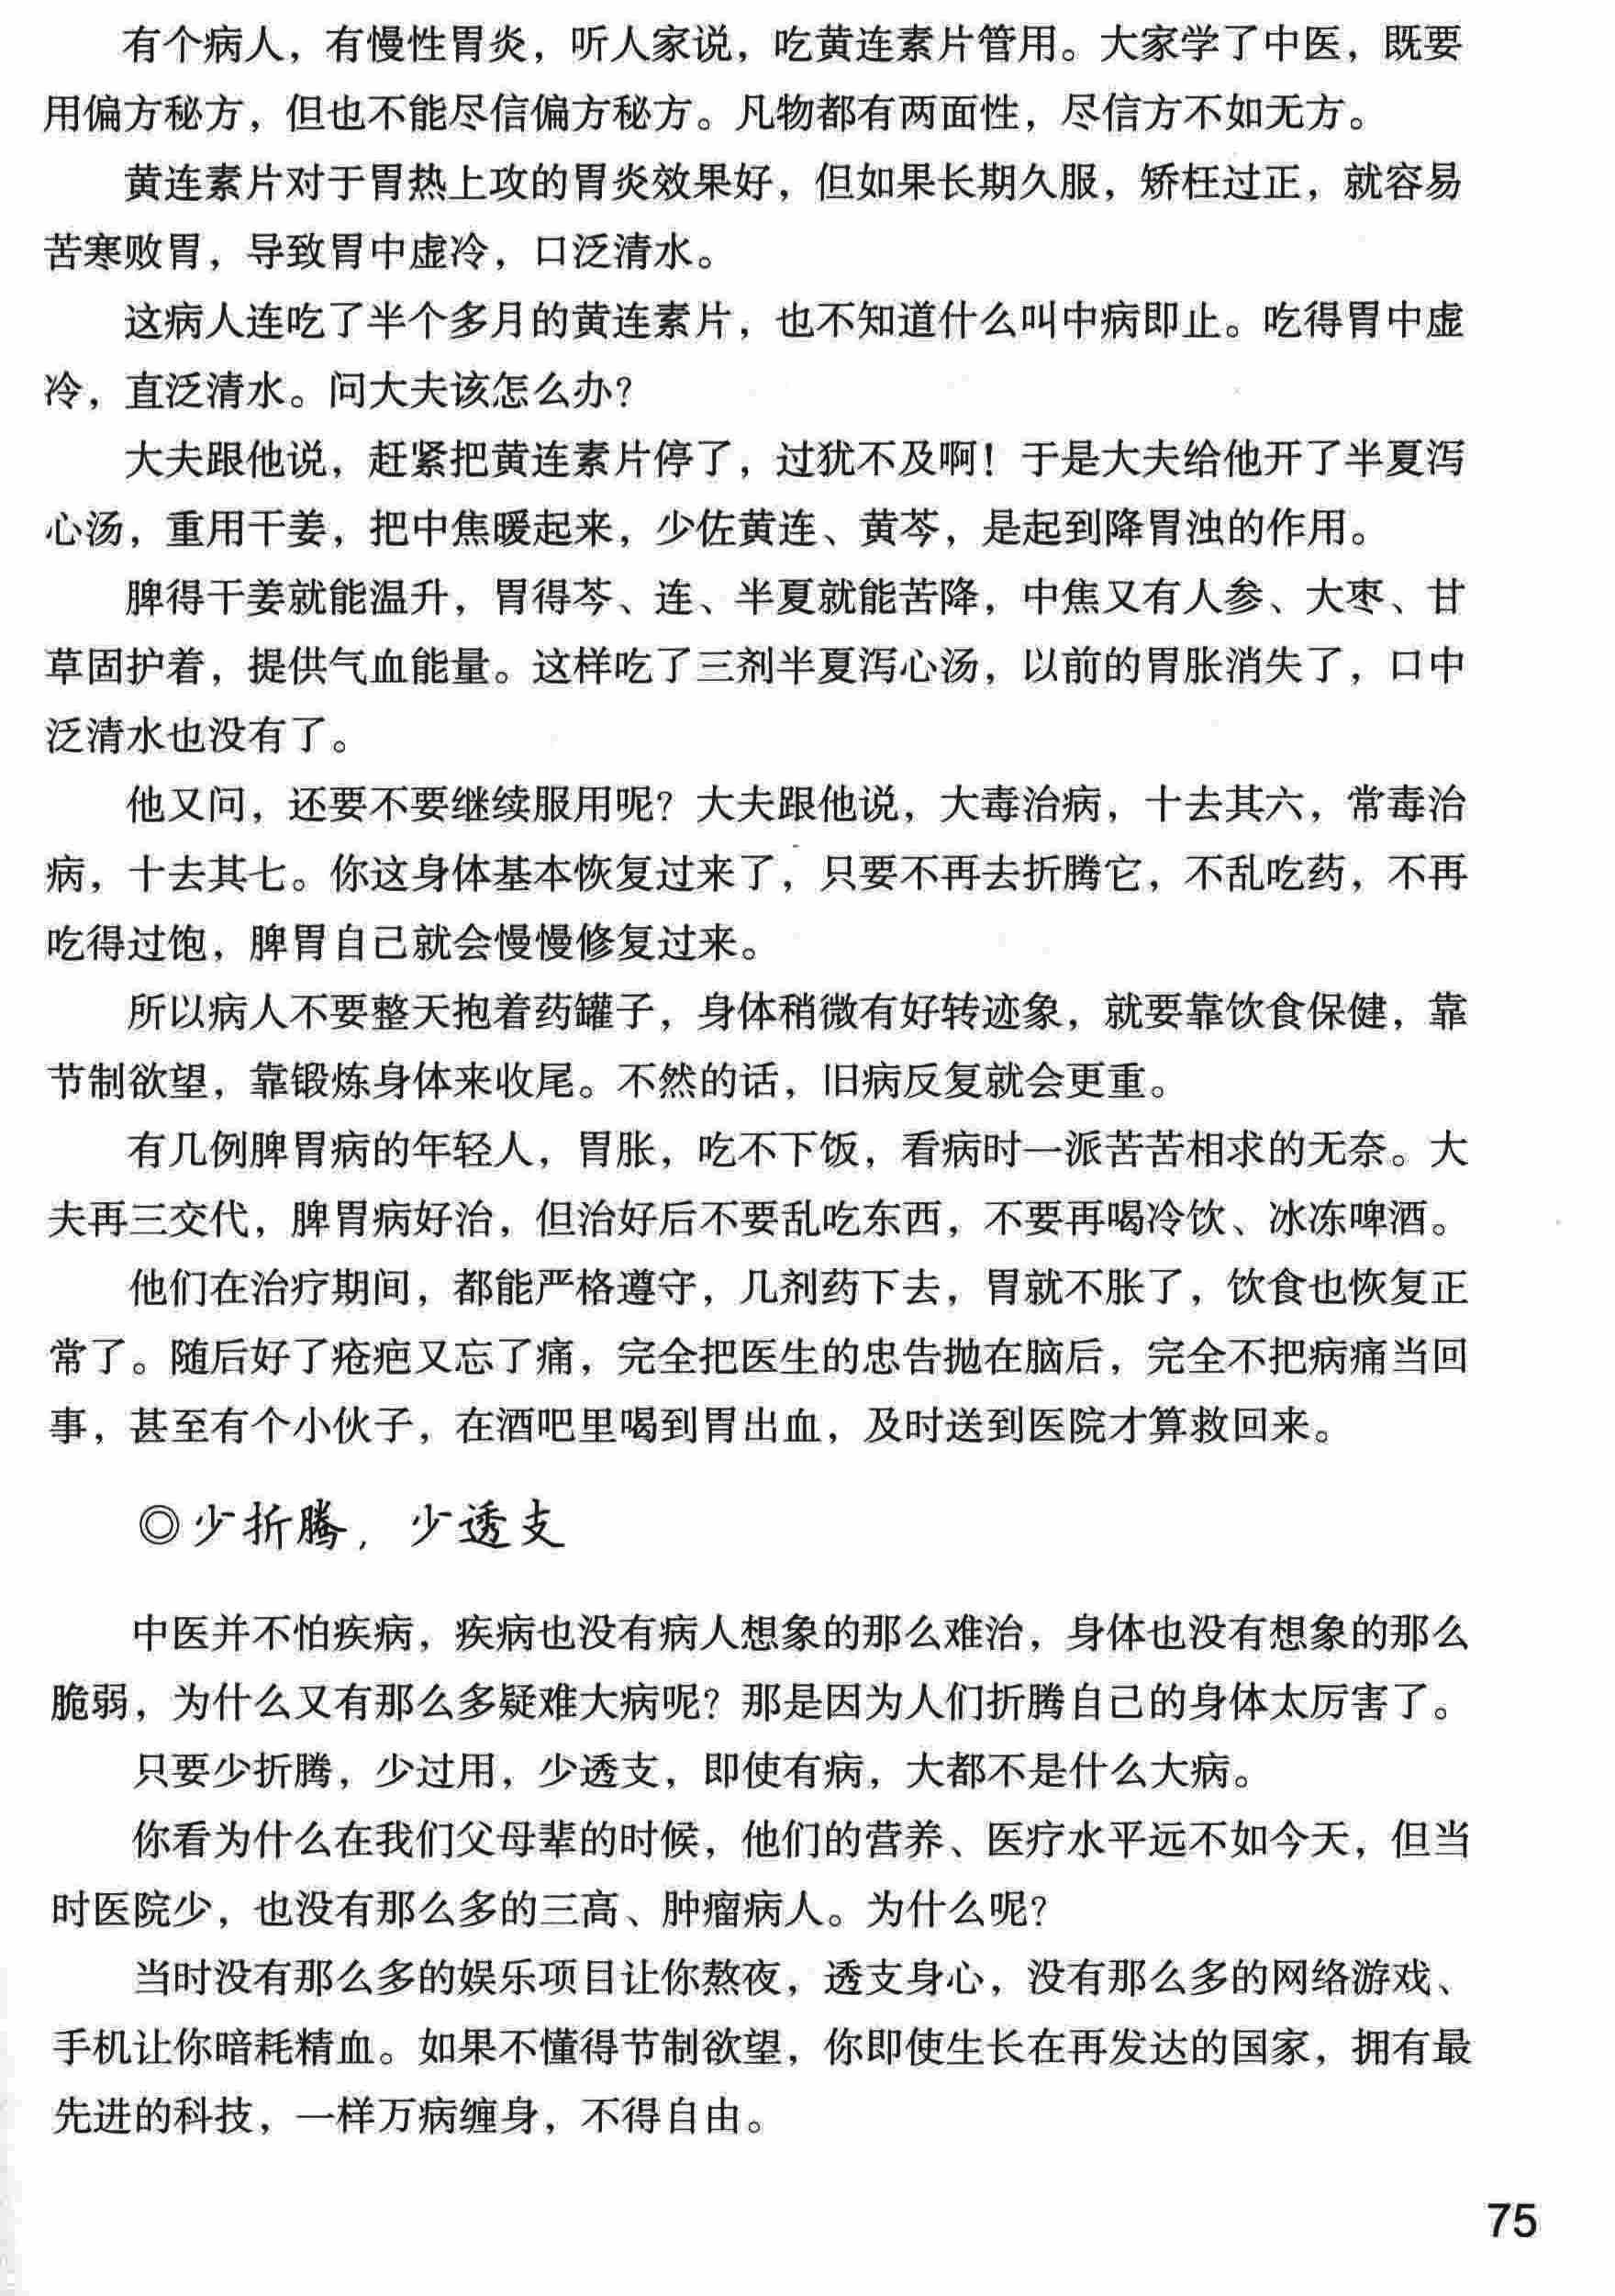 有个病人，有慢性胃炎，听人家说，吃黄连素片管用。大家学了中医，既要
用偏方秘方，但也不能尽信偏方秘方。凡物都有两面性，尽信方不如无方。
黄连素片对于胃热上攻的胃炎效果好，但如果长期久服，矫枉过正，就容易
苦寒败胃，导致胃中虚冷，口泛清水。
这病人连吃了半个多月的黄连素片，也不知道什么叫中病即止。吃得胃中虚
冷，直泛清水。问大夫该怎么办？
大夫跟他说，赶紧把黄连素片停了，过犹不及啊！于是大夫给他开了半夏泻
心汤，重用干姜，把中焦暖起来，少佐黄连、黄芩，是起到降胃浊的作用。
脾得干姜就能温升，胃得芩、连、半夏就能苦降，中焦又有人参、大枣、甘
草固护着，提供气血能量。这样吃了三剂半夏泻心汤，以前的胃胀消失了，口中
泛清水也没有了。
他又问，还要不要继续服用呢？大夫跟他说，大毒治病，十去其六，常毒治
病，十去其七。你这身体基本恢复过来了，只要不再去折腾它，不乱吃药，不再
吃得过饱，脾胃自己就会慢慢修复过来。
所以病人不要整天抱着药罐子，身体稍微有好转迹象，就要靠饮食保健，靠
节制欲望，靠锻炼身体来收尾。不然的话，旧病反复就会更重。
有几例脾胃病的年轻人，胃胀，吃不下饭，看病时一派苦苦相求的无奈。大
夫再三交代，脾胃病好治，但治好后不要乱吃东西，不要再喝冷饮、冰冻啤酒。
他们在治疗期间，都能严格遵守，几剂药下去，胃就不胀了，饮食也恢复正
常了。随后好了疮疤又忘了痛，完全把医生的忠告抛在脑后，完全不把病痛当回
事，甚至有个小伙子，在酒吧里喝到胃出血，及时送到医院才算救回来。
◎少折腾，少透支
中医并不怕疾病，疾病也没有病人想象的那么难治，身体也没有想象的那么
脆弱，为什么又有那么多疑难大病呢？那是因为人们折腾自己的身体太厉害了。
只要少折腾，少过用，少透支，即使有病，大都不是什么大病。
你看为什么在我们父母辈的时候，他们的营养、医疗水平远不如今天，但当
时医院少，也没有那么多的三高、肿瘤病人。为什么呢？
当时没有那么多的娱乐项目让你熬夜，透支身心，没有那么多的网络游戏、
手机让你暗耗精血。如果不懂得节制欲望，你即使生长在再发达的国家，拥有最
先进的科技，一样万病缠身，不得自由。
75